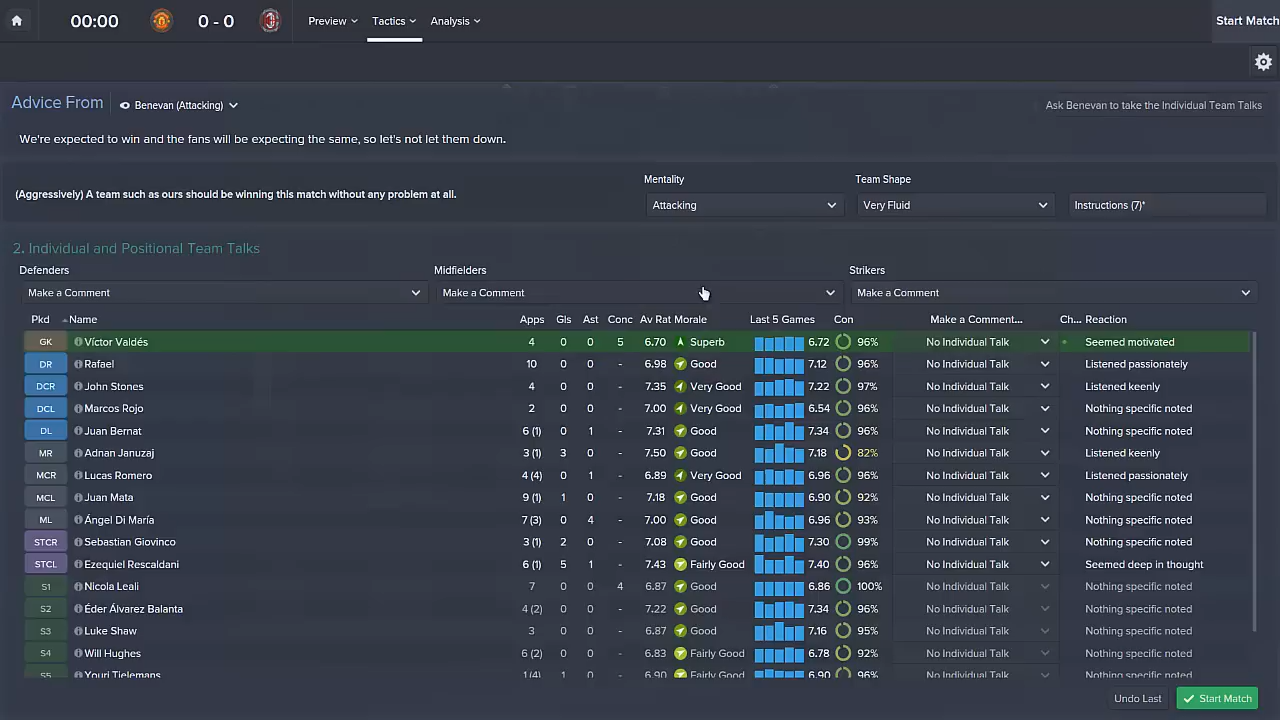 00:00 0 - 0 Preview Tactics Analysis Start Match
Advice From Benevan (Attacking) Ask Benevan to take the Individual Team Talks
We're expected to win and the fans will be expecting the same, so let's not let them down.
Mentality Team Shape
(Aggressively) A team such as ours should be winning this match without any problem at all. Attacking Very Fluid Instructions (7)*
2. Individual and Positional Team Talks
Defenders Midfielders Strikers
Make a Comment Make a Comment Make a Comment
Pkd Name Apps Gls Ast Conc Av Rat Morale Last 5 Games Con Make a Comment... Ch... Reaction
GK Víctor Valdés 4 0 0 5 6.70 Superb 6.72 96% No Individual Talk Seemed motivated
DR Rafael 10 0 0 - 6.98 Good 7.12 96% No Individual Talk Listened passionately
DCR John Stones 4 0 0 - 7.35 Very Good 7.22 97% No Individual Talk Listened keenly
DCL Marcos Rojo 2 0 0 - 7.00 Very Good 6.54 96% No Individual Talk Nothing specific noted
DL Juan Bernat 6 (1) 0 1 - 7.31 Good 7.34 96% No Individual Talk Nothing specific noted
MR Adnan Januzaj 3 (1) 3 0 - 7.50 Good 7.18 82% No Individual Talk Listened keenly
MCR Lucas Romero 4 (4) 0 1 - 6.89 Very Good 6.96 96% No Individual Talk Listened passionately
MCL Juan Mata 9 (1) 1 0 - 7.18 Good 6.90 92% No Individual Talk Nothing specific noted
ML Ángel Di María 7 (3) 0 4 - 7.00 Good 6.96 93% No Individual Talk Nothing specific noted
STCR Sebastian Giovinco 3 (1) 2 0 - 7.08 Good 7.30 99% No Individual Talk Nothing specific noted
STCL Ezequiel Rescaldani 6 (1) 5 1 - 7.43 Fairly Good 7.40 96% No Individual Talk Seemed deep in thought
S1 Nicola Leali 7 0 0 4 6.87 Good 6.86 100% No Individual Talk Nothing specific noted
S2 Éder Álvarez Balanta 4 (2) 0 0 - 7.22 Good 7.34 96% No Individual Talk Nothing specific noted
S3 Luke Shaw 3 0 0 - 6.87 Good 7.16 95% No Individual Talk Nothing specific noted
S4 Will Hughes 6 (2) 0 0 - 6.83 Fairly Good 6.78 92% No Individual Talk Nothing specific noted
S5 Youri Tielemans 1 (4) 1 0 - 6.90 Fairly Good 6.90 96% No Individual Talk Nothing specific noted
Undo Last Start Match